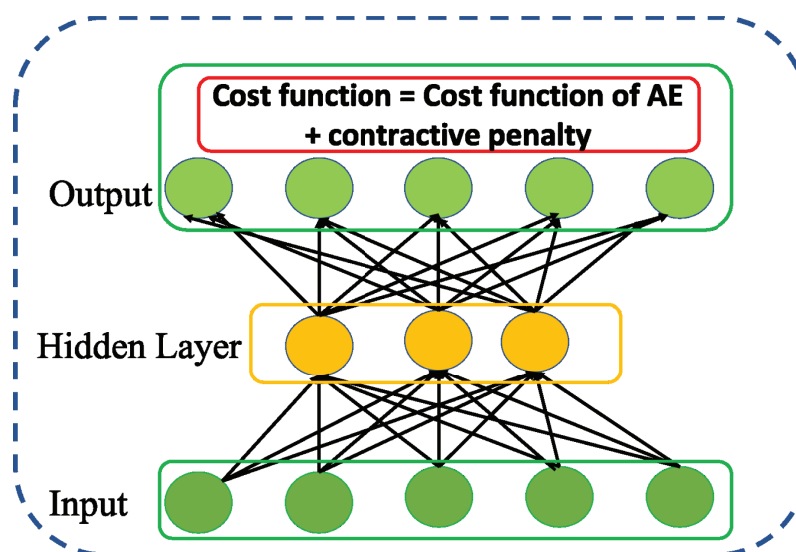 Cost function = Cost function of AE
+ contractive penalty
Output
Hidden Layer
Input